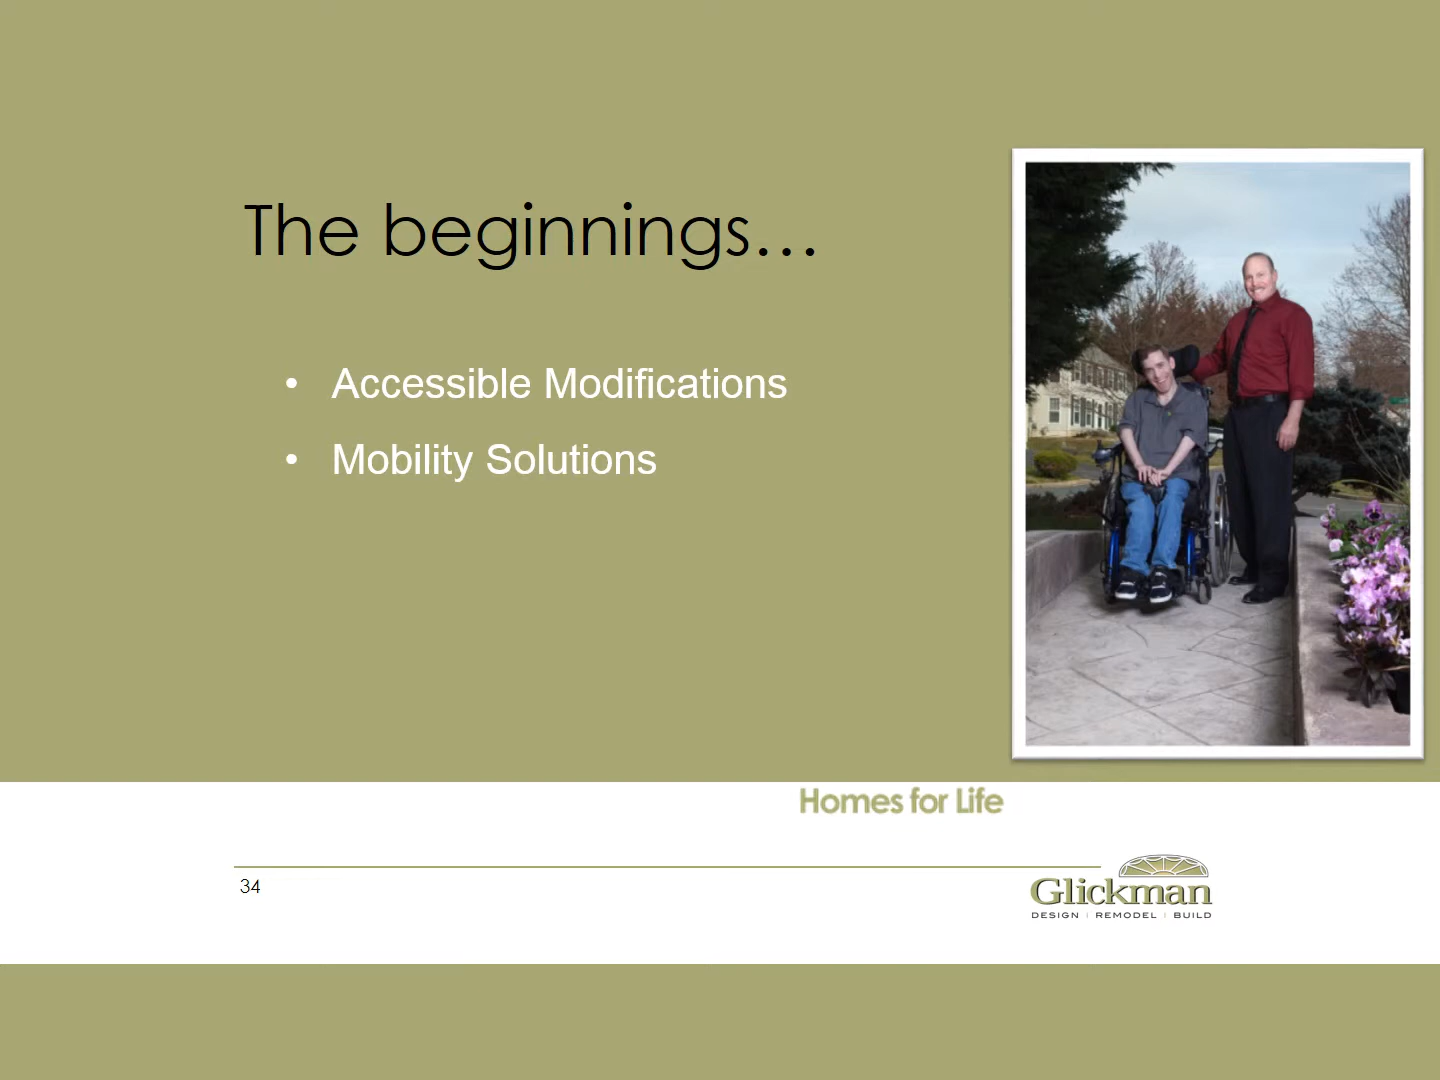 The beginnings...
• Accessible Modifications
• Mobility Solutions
Homes for Life
34
Glickman
DESIGN | REMODEL | BUILD